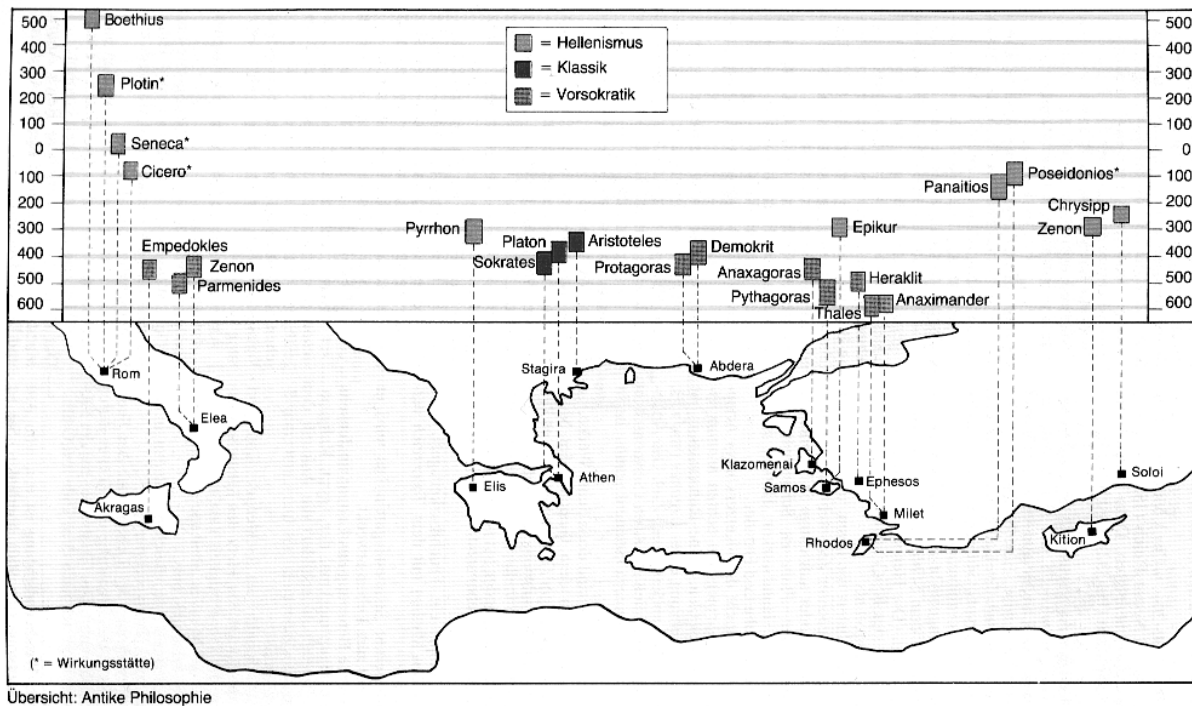 500
400
300
200
100
0
100
200
300
400
500
600
Boethius
Plotin*
Seneca*
Cicero*
= Hellenismus
= Klassik
= Vorsokratik
500
400
300
200
100
0
100
200
300
400
500
600
Empedokles
Zenon
Parmenides
Pyrrhon
Platon
Sokrates
Aristoteles
Protagoras
Demokrit
Epikur
Anaxagoras
Pythagoras
Heraklit
Thales
Anaximander
Panaitios
Poseidonios*
Chrysipp
Zenon
Rom
Elea
Akragas
Stagira
Abdera
Elis
Athen
Klazomenai
Samos
Ephesos
Milet
Rhodos
Soloi
Kition
(* = Wirkungsstätte)
Übersicht: Antike Philosophie